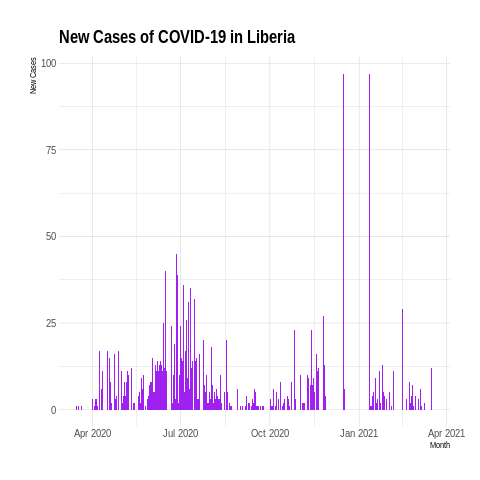 New Cases of COVID-19 in Liberia
New Cases
100
75
50
25
0
Apr 2020 Jul 2020 Oct 2020 Jan 2021 Apr 2021
Month